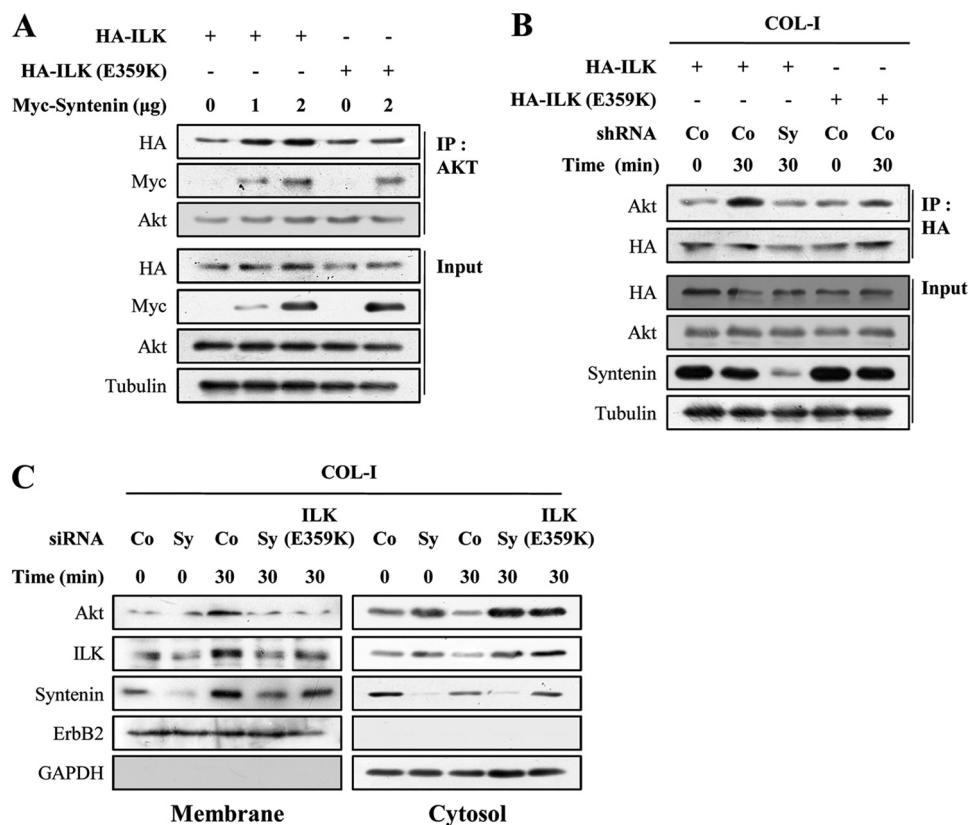 A
HA-ILK + + + - -
HA-ILK (E359K) - - - + +
Myc-Syntenin (μg) 0 1 2 0 2
HA
Myc
Akt
IP :
AKT
HA
Myc
Akt
Tubulin
Input
B
COL-I
HA-ILK + + + - -
HA-ILK (E359K) - - - + +
shRNA Co Co Sy Co Co
Time (min) 0 30 30 0 30
Akt
HA
IP :
HA
HA
Akt
Syntenin
Tubulin
Input
C
COL-I
ILK ILK
siRNA Co Sy Co Sy (E359K) Co Sy Co Sy (E359K)
Time (min) 0 0 30 30 30 0 0 30 30 30
Akt
ILK
Syntenin
ErbB2
GAPDH
Membrane Cytosol